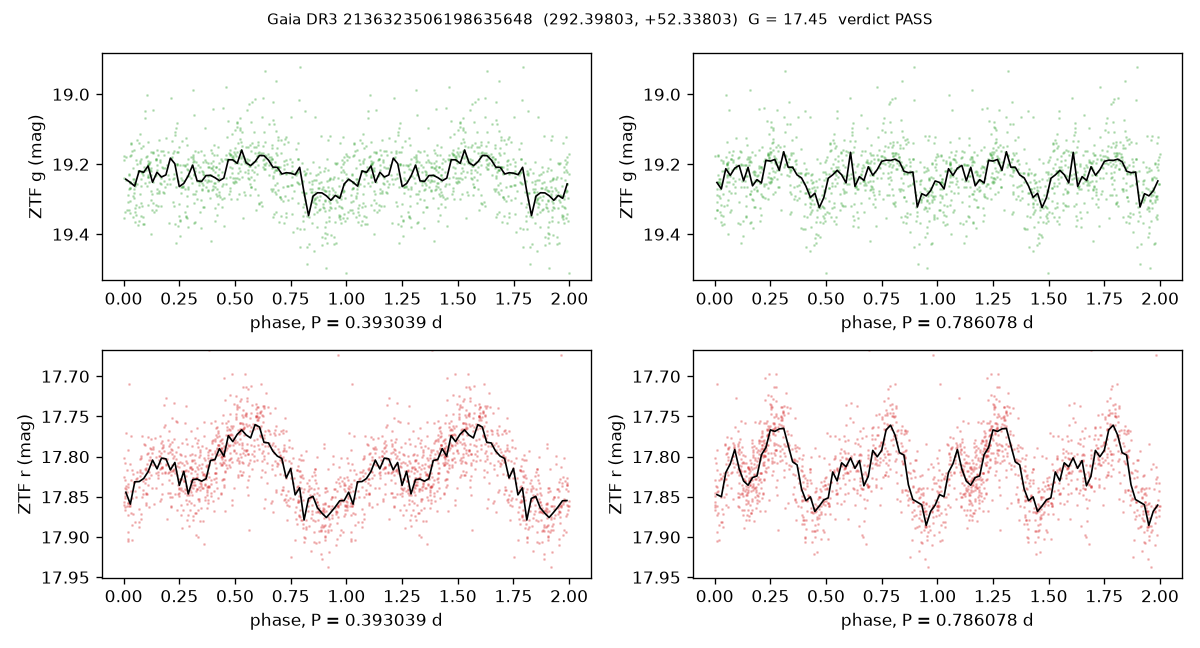 Gaia DR3 2136323506198635648  (292.39803, +52.33803)  G = 17.45  verdict PASS
ZTF g (mag)
19.0
19.2
19.4
0.00 0.25 0.50 0.75 1.00 1.25 1.50 1.75 2.00
phase, P = 0.393039 d
ZTF g (mag)
19.0
19.2
19.4
0.00 0.25 0.50 0.75 1.00 1.25 1.50 1.75 2.00
phase, P = 0.786078 d
ZTF r (mag)
17.70
17.75
17.80
17.85
17.90
17.95
0.00 0.25 0.50 0.75 1.00 1.25 1.50 1.75 2.00
phase, P = 0.393039 d
ZTF r (mag)
17.70
17.75
17.80
17.85
17.90
17.95
0.00 0.25 0.50 0.75 1.00 1.25 1.50 1.75 2.00
phase, P = 0.786078 d